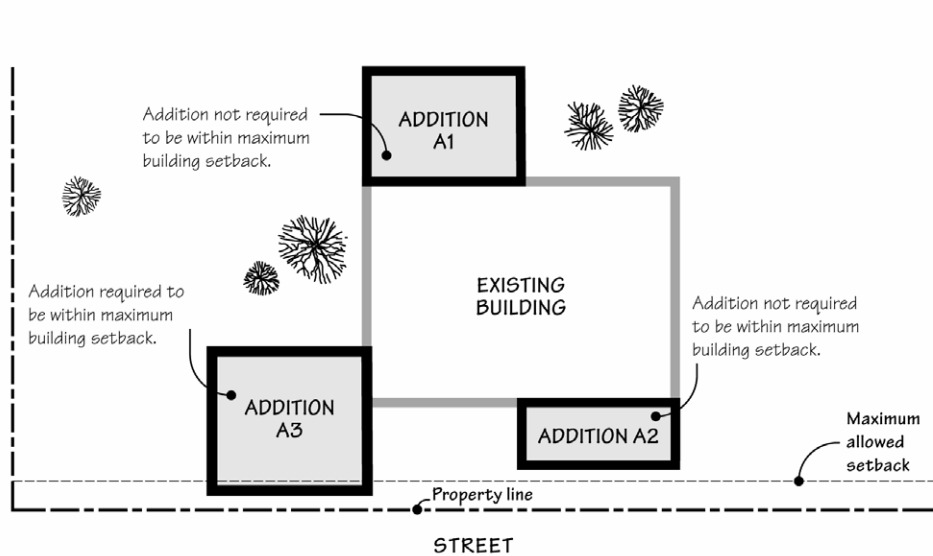 Addition not required
to be within maximum
building setback.
ADDITION
A1
EXISTING
BUILDING
Addition required to
be within maximum
building setback.
Addition not required
to be within maximum
building setback.
ADDITION
A3
ADDITION A2
Maximum
allowed
setback
Property line
STREET